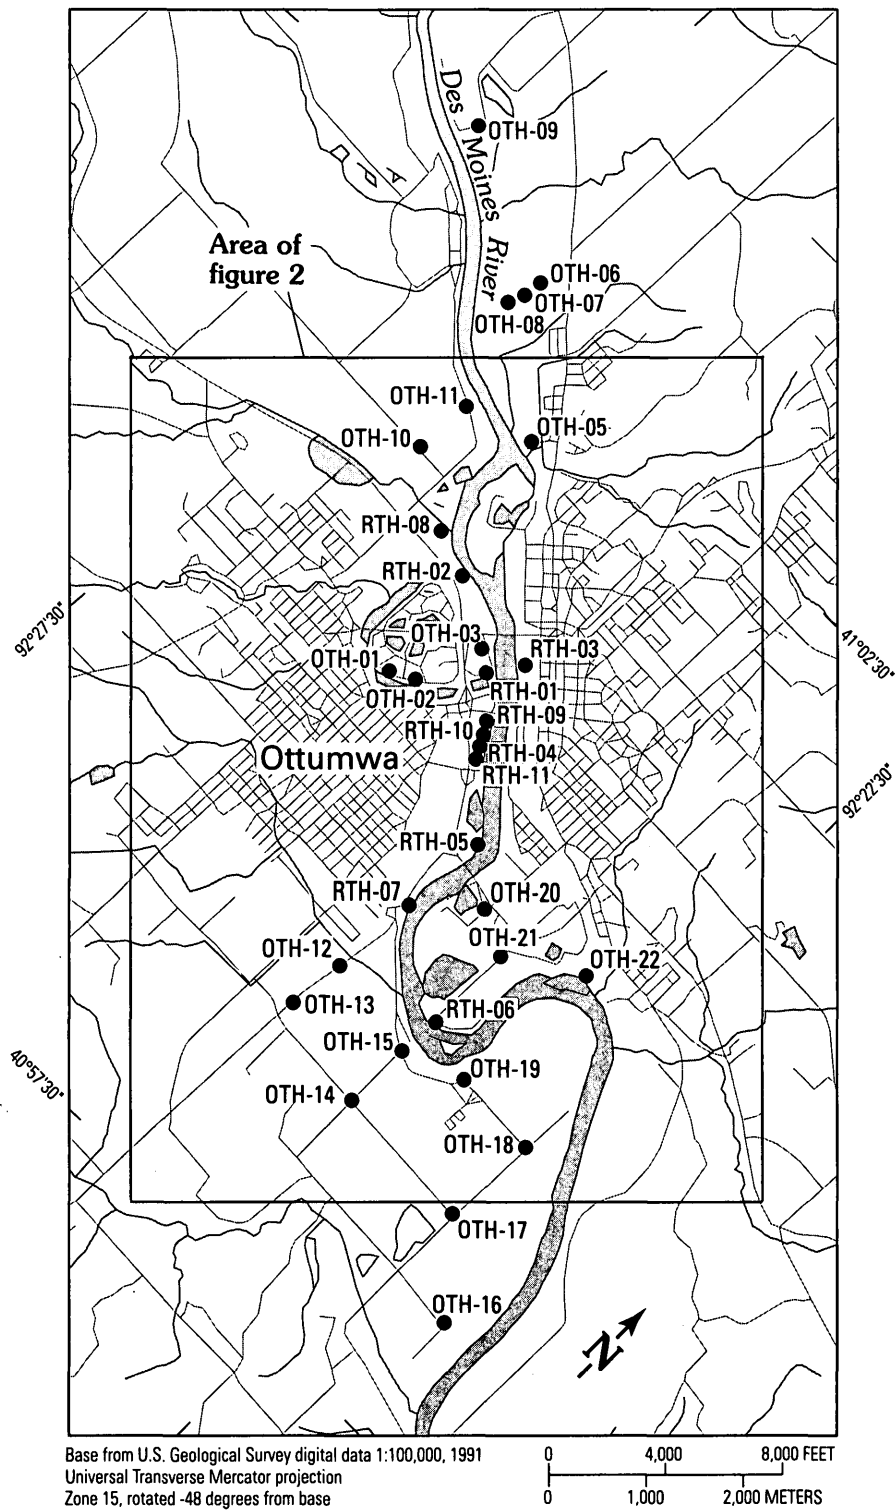 Des Moines River
OTH-09
Area of
figure 2
OTH-06
OTH-07
OTH-08
OTH-11
OTH-05
OTH-10
RTH-08
RTH-02
92°27'30"
OTH-03
RTH-03
41°02'30"
OTH-01
OTH-02
RTH-01
RTH-09
RTH-10
RTH-04
Ottumwa
RTH-11
92°22'30"
RTH-05
RTH-07
OTH-20
OTH-21
OTH-12
OTH-22
OTH-13
RTH-06
OTH-15
40°57'30"
OTH-19
OTH-14
OTH-18
OTH-17
OTH-16
N
Base from U.S. Geological Survey digital data 1:100,000, 1991
Universal Transverse Mercator projection
Zone 15, rotated -48 degrees from base
0 4,000 8,000 FEET
0 1,000 2,000 METERS